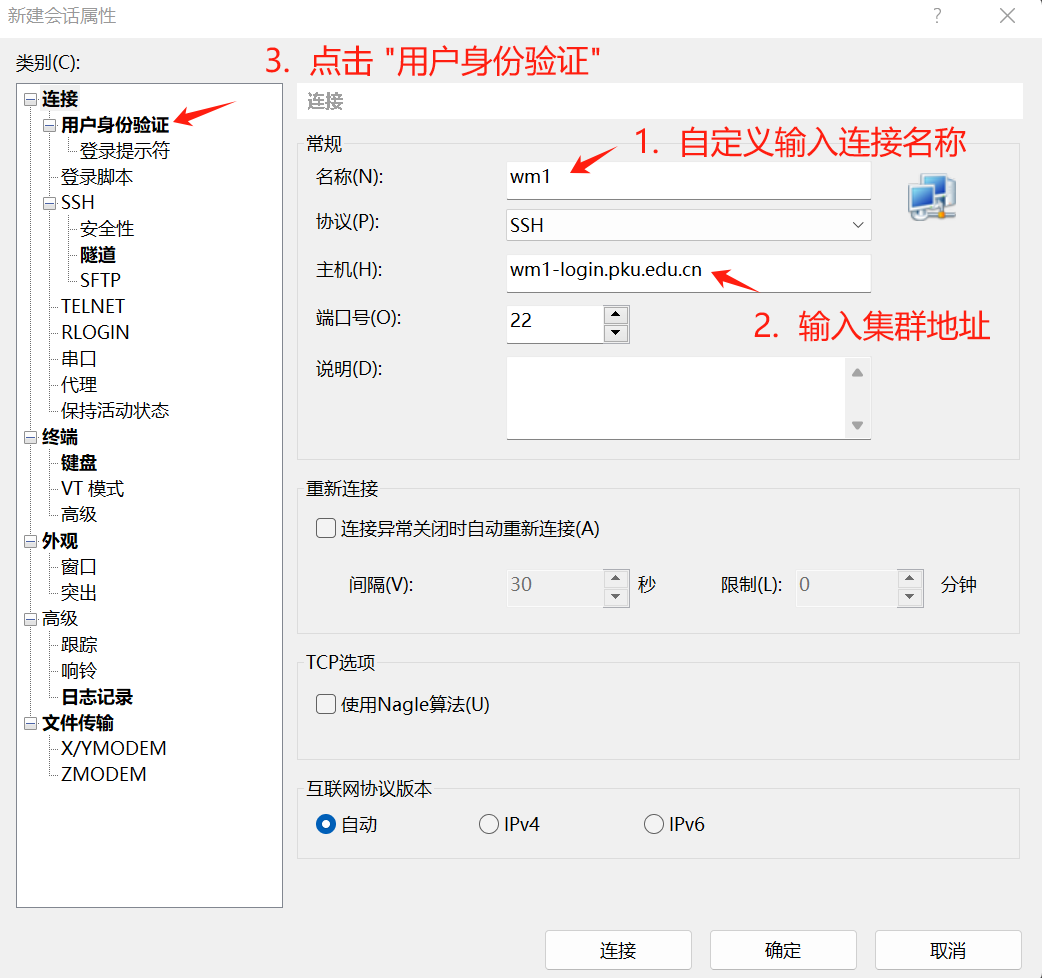 新建会话属性
?
类别(C):
3. 点击 "用户身份验证"
连接
用户身份验证
登录提示符
登录脚本
SSH
安全性
隧道
SFTP
TELNET
RLOGIN
串口
代理
保持活动状态
终端
键盘
VT 模式
高级
外观
窗口
突出
高级
跟踪
响铃
日志记录
文件传输
X/YMODEM
ZMODEM
连接
常规
1. 自定义输入连接名称
名称(N): wm1
协议(P): SSH
主机(H): wm1-login.pku.edu.cn
端口号(O): 22
2. 输入集群地址
说明(D):
重新连接
连接异常关闭时自动重新连接(A)
间隔(V): 30 秒 限制(L): 0 分钟
TCP选项
使用Nagle算法(U)
互联网协议版本
自动 IPv4 IPv6
连接 确定 取消